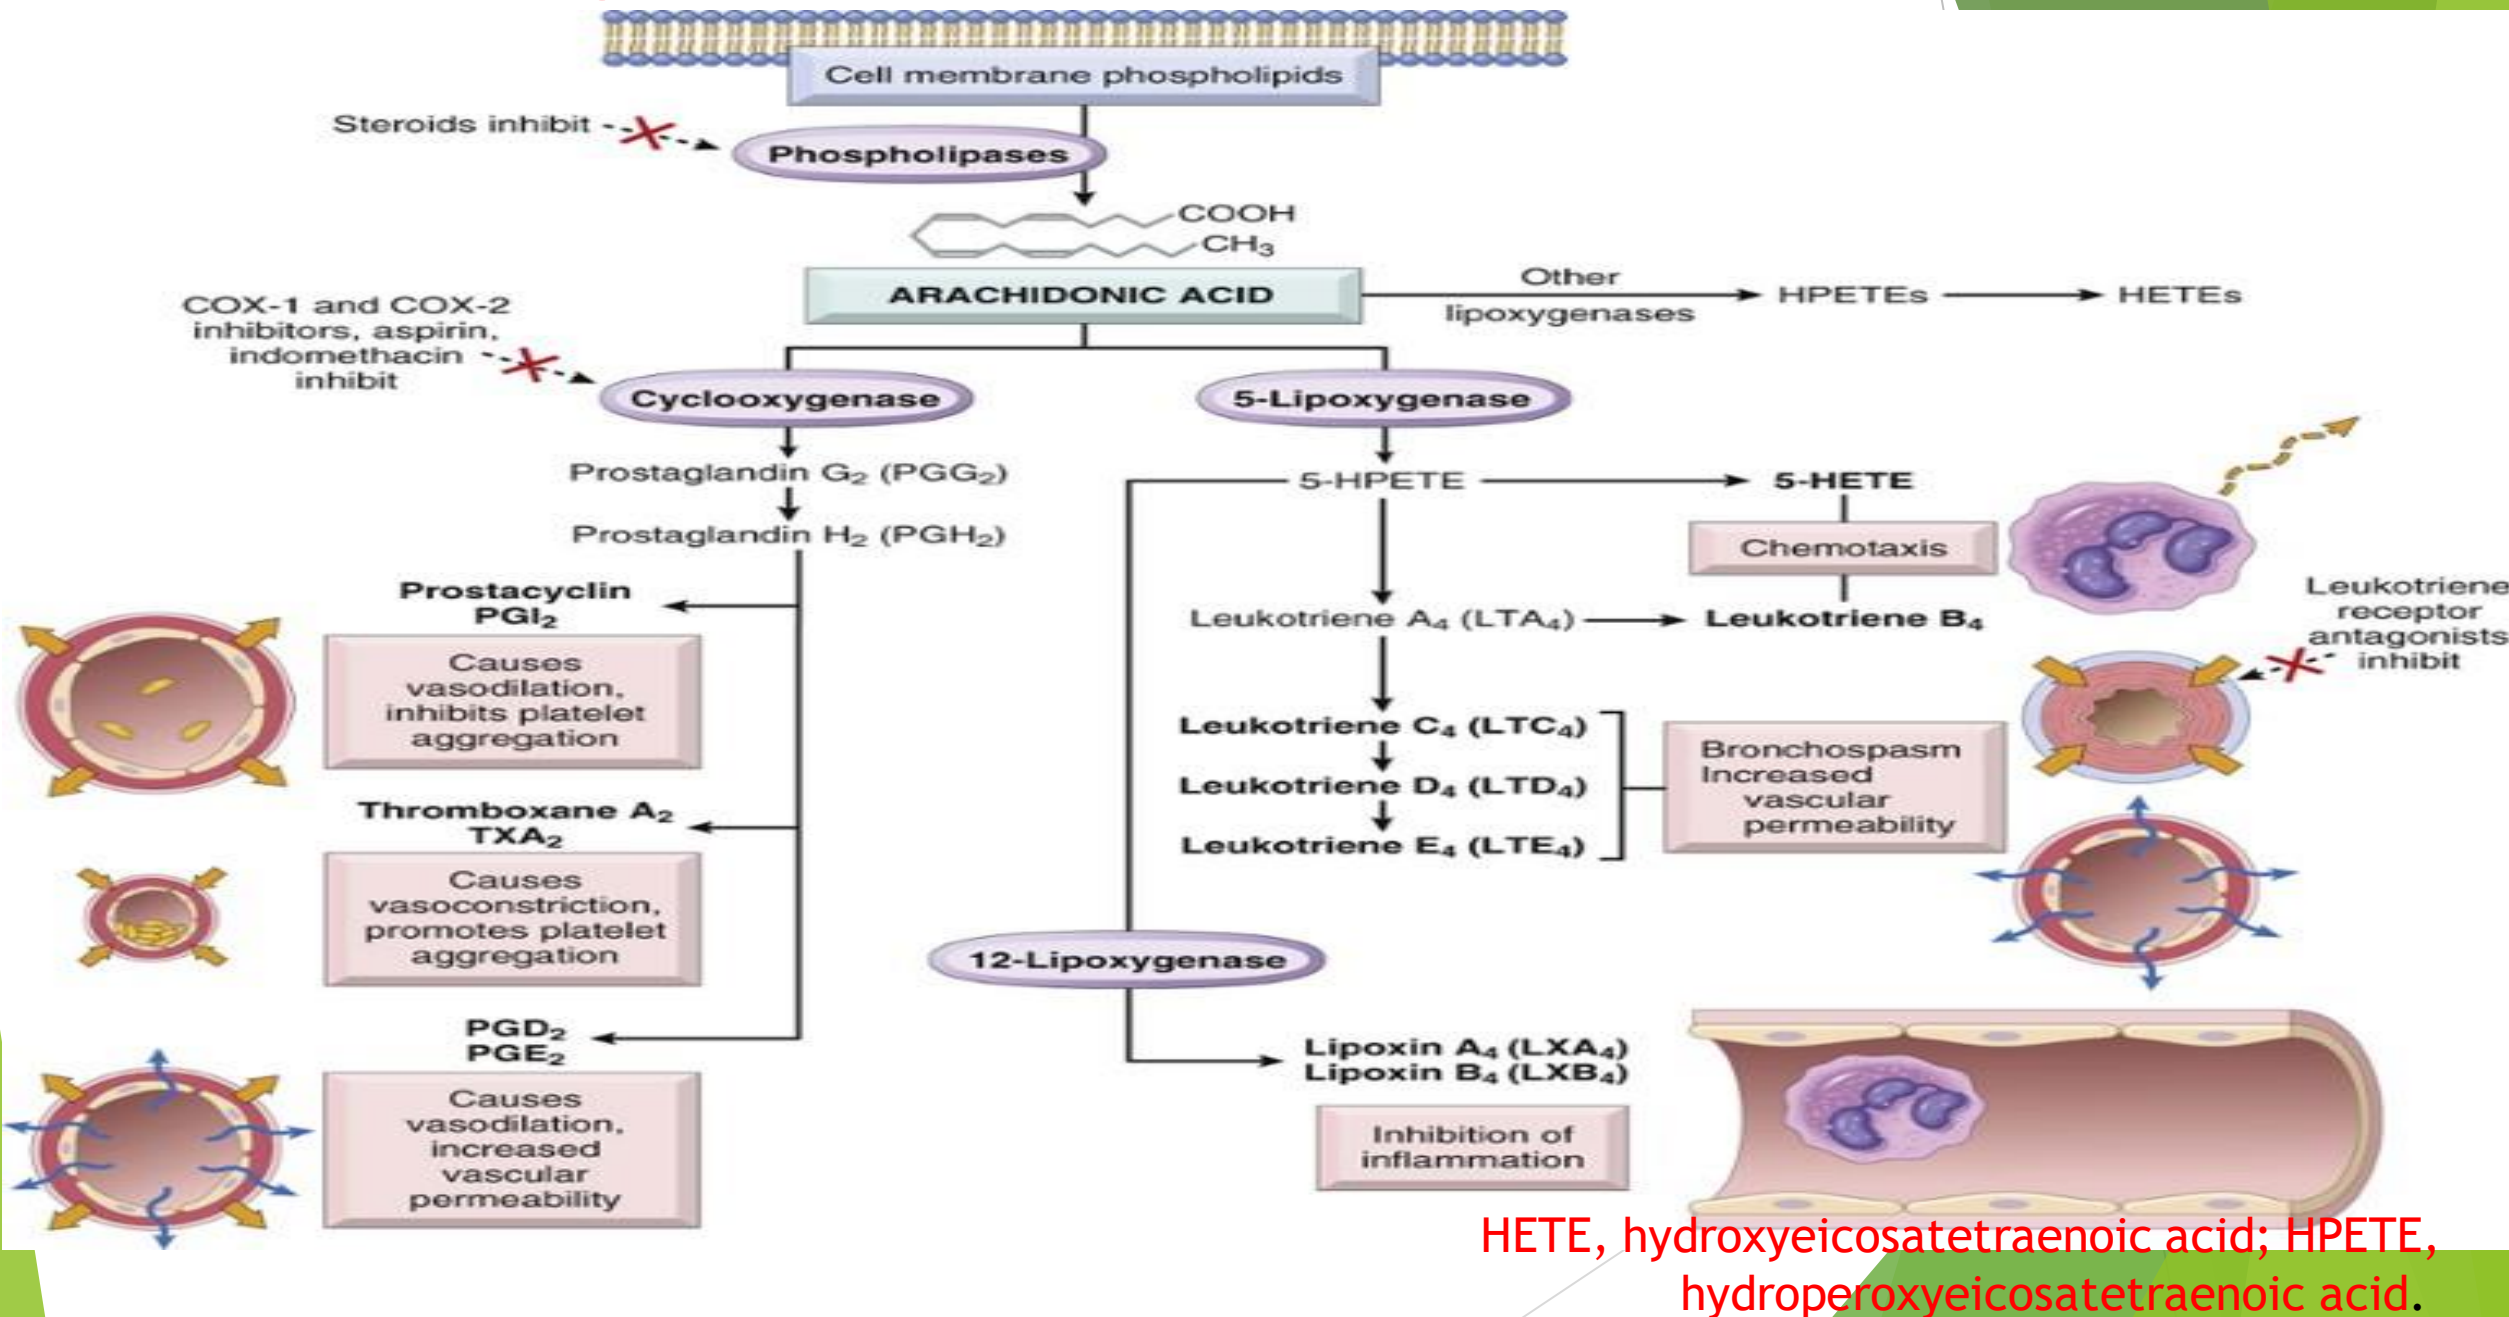 Cell membrane phospholipids
Steroids inhibit
Phospholipases
COOH
CH₃
ARACHIDONIC ACID
Other
lipoxygenases
HPETEs
HETEs
COX-1 and COX-2
inhibitors, aspirin,
indomethacin
inhibit
Cyclooxygenase
5-Lipoxygenase
Prostaglandin G₂ (PGG₂)
Prostaglandin H₂ (PGH₂)
5-HPETE
5-HETE
Chemotaxis
Leukotriene A₄ (LTA₄)
Leukotriene B₄
Leukotriene
receptor
antagonists
inhibit
Prostacyclin
PGI₂
Causes
vasodilation,
inhibits platelet
aggregation
Leukotriene C₄ (LTC₄)
Leukotriene D₄ (LTD₄)
Leukotriene E₄ (LTE₄)
Bronchospasm
Increased
vascular
permeability
Thromboxane A₂
TXA₂
Causes
vasoconstriction,
promotes platelet
aggregation
12-Lipoxygenase
PGD₂
PGE₂
Causes
vasodilation,
increased
vascular
permeability
Lipoxin A₄ (LXA₄)
Lipoxin B₄ (LXB₄)
Inhibition of
inflammation
HETE, hydroxyeicosatetraenoic acid; HPETE,
hydroperoxyeicosatetraenoic acid.